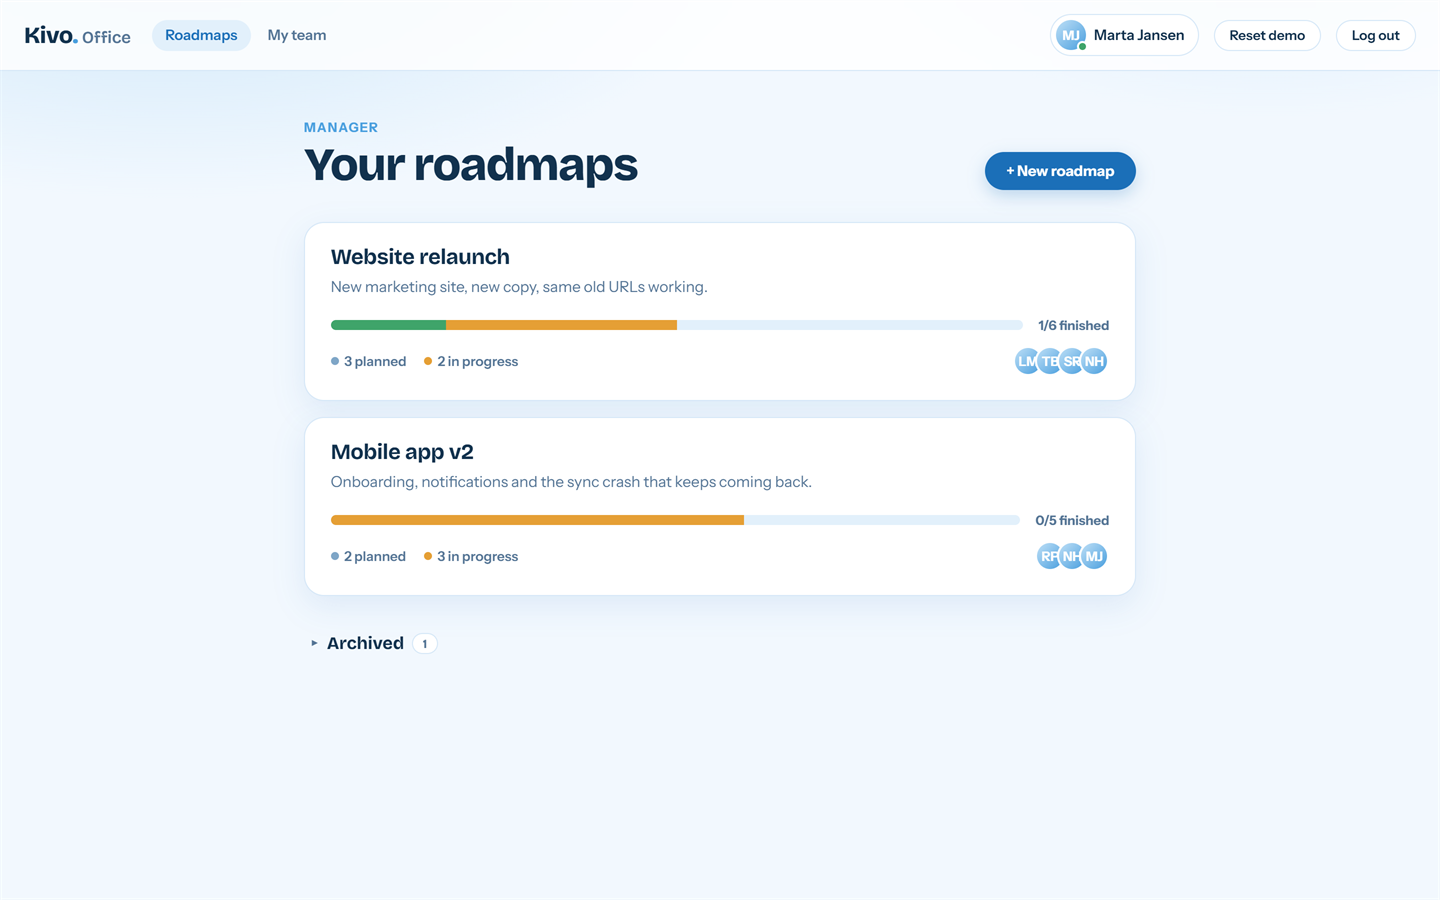 Kivo. Office
Roadmaps
My team
MJ
Marta Jansen
Reset demo
Log out
MANAGER
Your roadmaps
+ New roadmap
Website relaunch
New marketing site, new copy, same old URLs working.
1/6 finished
3 planned
2 in progress
LM
SR
NH
Mobile app v2
Onboarding, notifications and the sync crash that keeps coming back.
0/5 finished
2 planned
3 in progress
NH
MJ
Archived
1